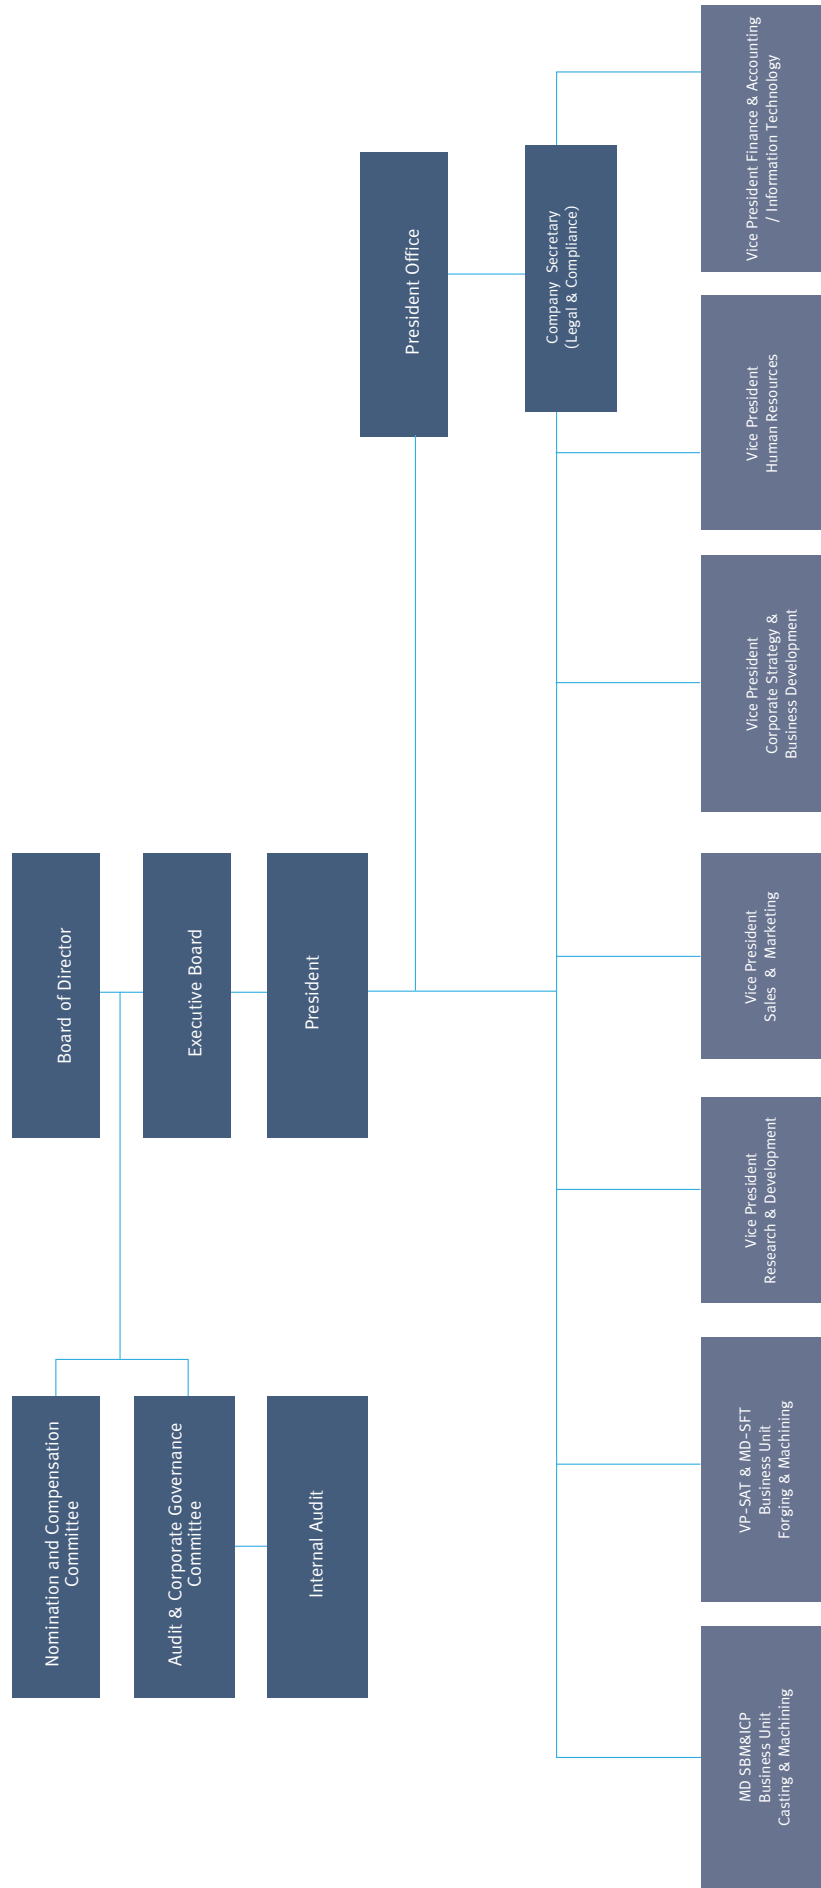 Board of Director
Executive Board
President
Nomination and Compensation
Committee
Audit & Corporate Governance
Committee
Internal Audit
President Office
Company Secretary
(Legal & Compliance)
MD SBM&ICP
Business Unit
Casting & Machining
VP-SAT & MD-SFT
Business Unit
Forging & Machining
Vice President
Research & Development
Vice President
Sales & Marketing
Vice President
Corporate Strategy &
Business Development
Vice President
Human Resources
Vice President Finance & Accounting
/ Information Technology